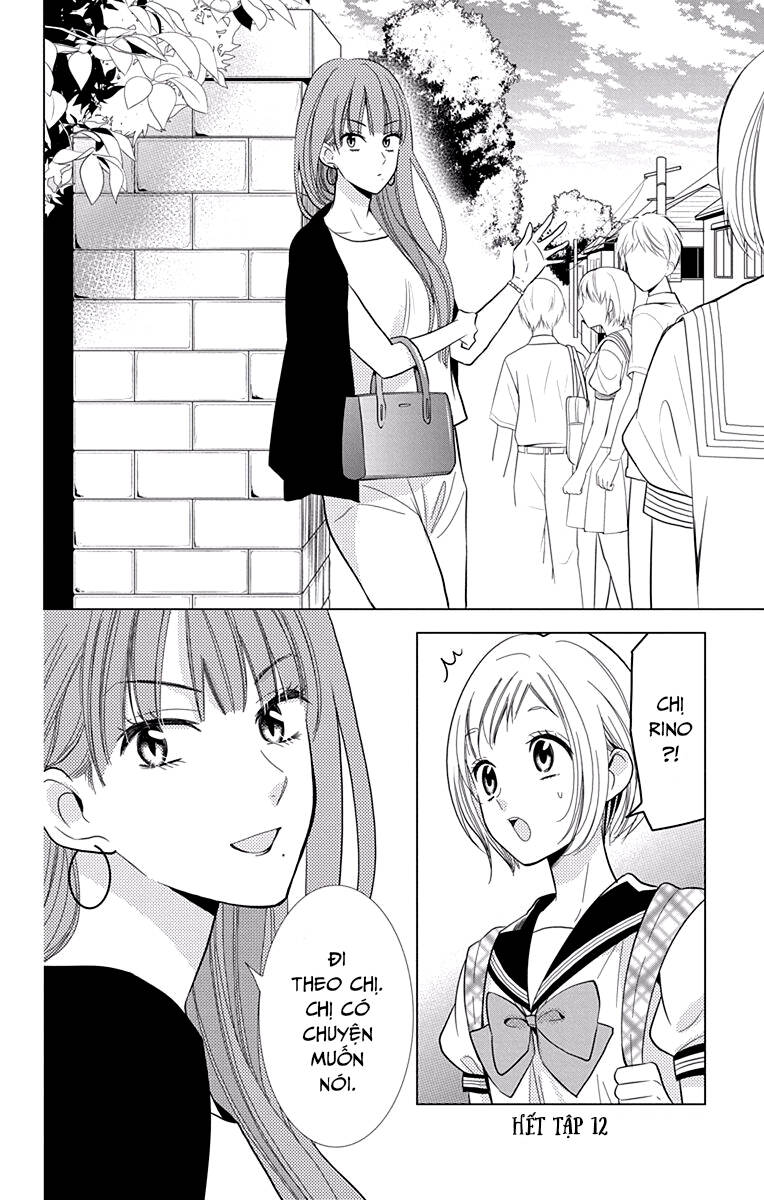 CHỊ
RINO
?!
ĐI
THEO CHỊ.
CHỊ CÓ
CHUYỆN
MUỐN
NÓI.
HẾT TẬP 12